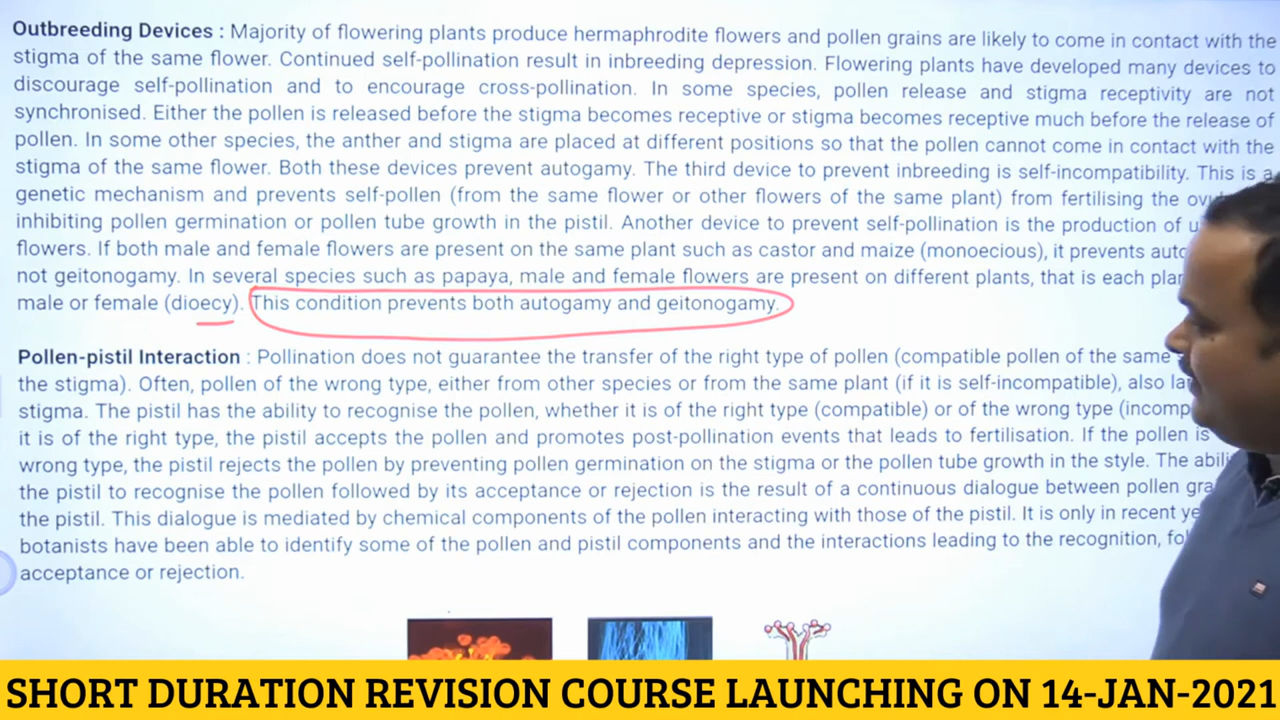 Outbreeding Devices : Majority of flowering plants produce hermaphrodite flowers and pollen grains are likely to come in contact with the
stigma of the same flower. Continued self-pollination result in inbreeding depression. Flowering plants have developed many devices to
discourage self-pollination and to encourage cross-pollination. In some species, pollen release and stigma receptivity are not
synchronised. Either the pollen is released before the stigma becomes receptive or stigma becomes receptive much before the release of
pollen. In some other species, the anther and stigma are placed at different positions so that the pollen cannot come in contact with the
stigma of the same flower. Both these devices prevent autogamy. The third device to prevent inbreeding is self-incompatibility. This is a
genetic mechanism and prevents self-pollen (from the same flower or other flowers of the same plant) from fertilising the
inhibiting pollen germination or pollen tube growth in the pistil. Another device to prevent self-pollination is the production of
flowers. If both male and female flowers are present on the same plant such as castor and maize (monoecious), it prevents
not geitonogamy. In several species such as papaya, male and female flowers are present on different plants, that is each
male or female (dioecy). This condition prevents both autogamy and geitonogamy.
Pollen-pistil Interaction : Pollination does not guarantee the transfer of the right type of pollen (compatible pollen of the same
the stigma). Often, pollen of the wrong type, either from other species or from the same plant (if it is self-incompatible), also
stigma. The pistil has the ability to recognise the pollen, whether it is of the right type (compatible) or of the wrong type
it is of the right type, the pistil accepts the pollen and promotes post-pollination events that leads to fertilisation. If the pollen is
wrong type, the pistil rejects the pollen by preventing pollen germination on the stigma or the pollen tube growth in the style. The
the pistil to recognise the pollen followed by its acceptance or rejection is the result of a continuous dialogue between pollen
the pistil. This dialogue is mediated by chemical components of the pollen interacting with those of the pistil. It is only in recent
botanists have been able to identify some of the pollen and pistil components and the interactions leading to the recognition,
acceptance or rejection.
SHORT DURATION REVISION COURSE LAUNCHING ON 14-JAN-2021